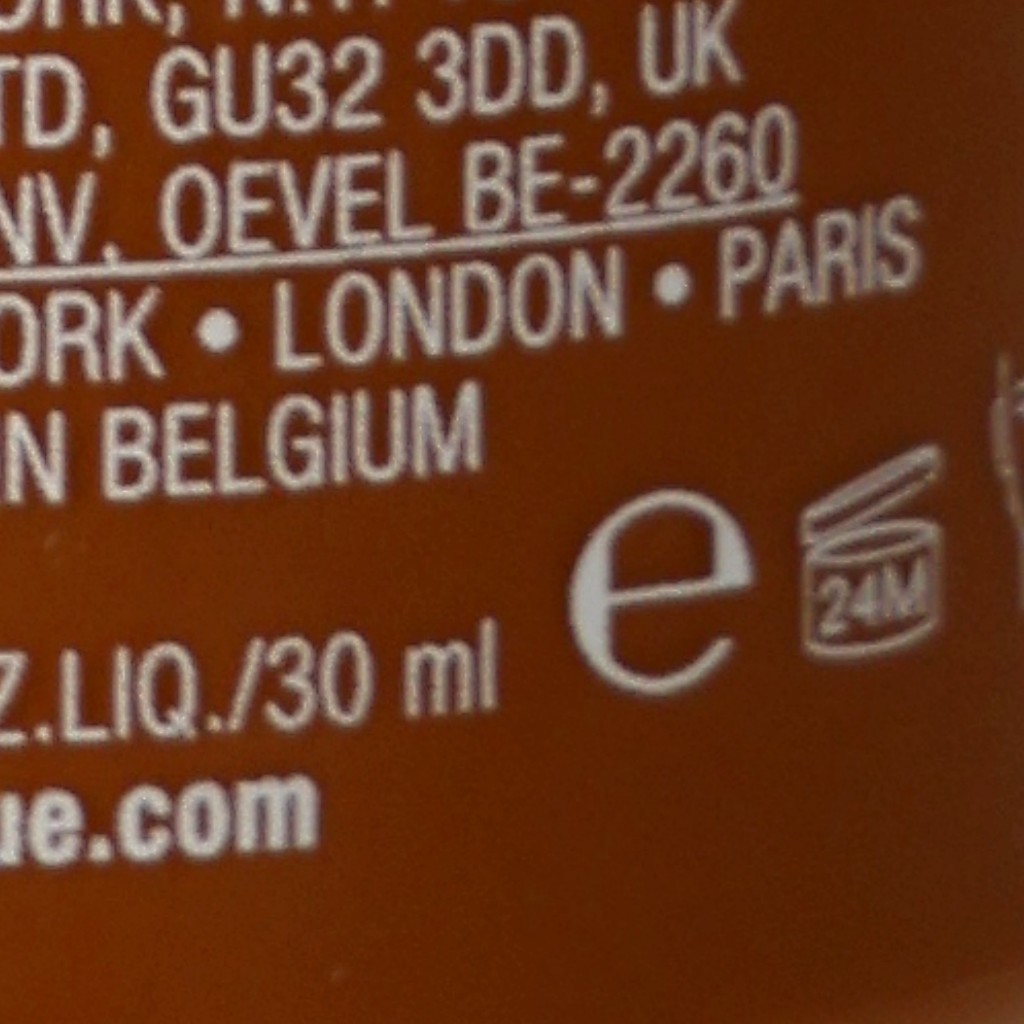 TD, GU32 3DD, UK
NV, OEVEL BE-2260
ORK • LONDON • PARIS
N BELGIUM
e 24M
Z.LIQ./30 ml
ue.com